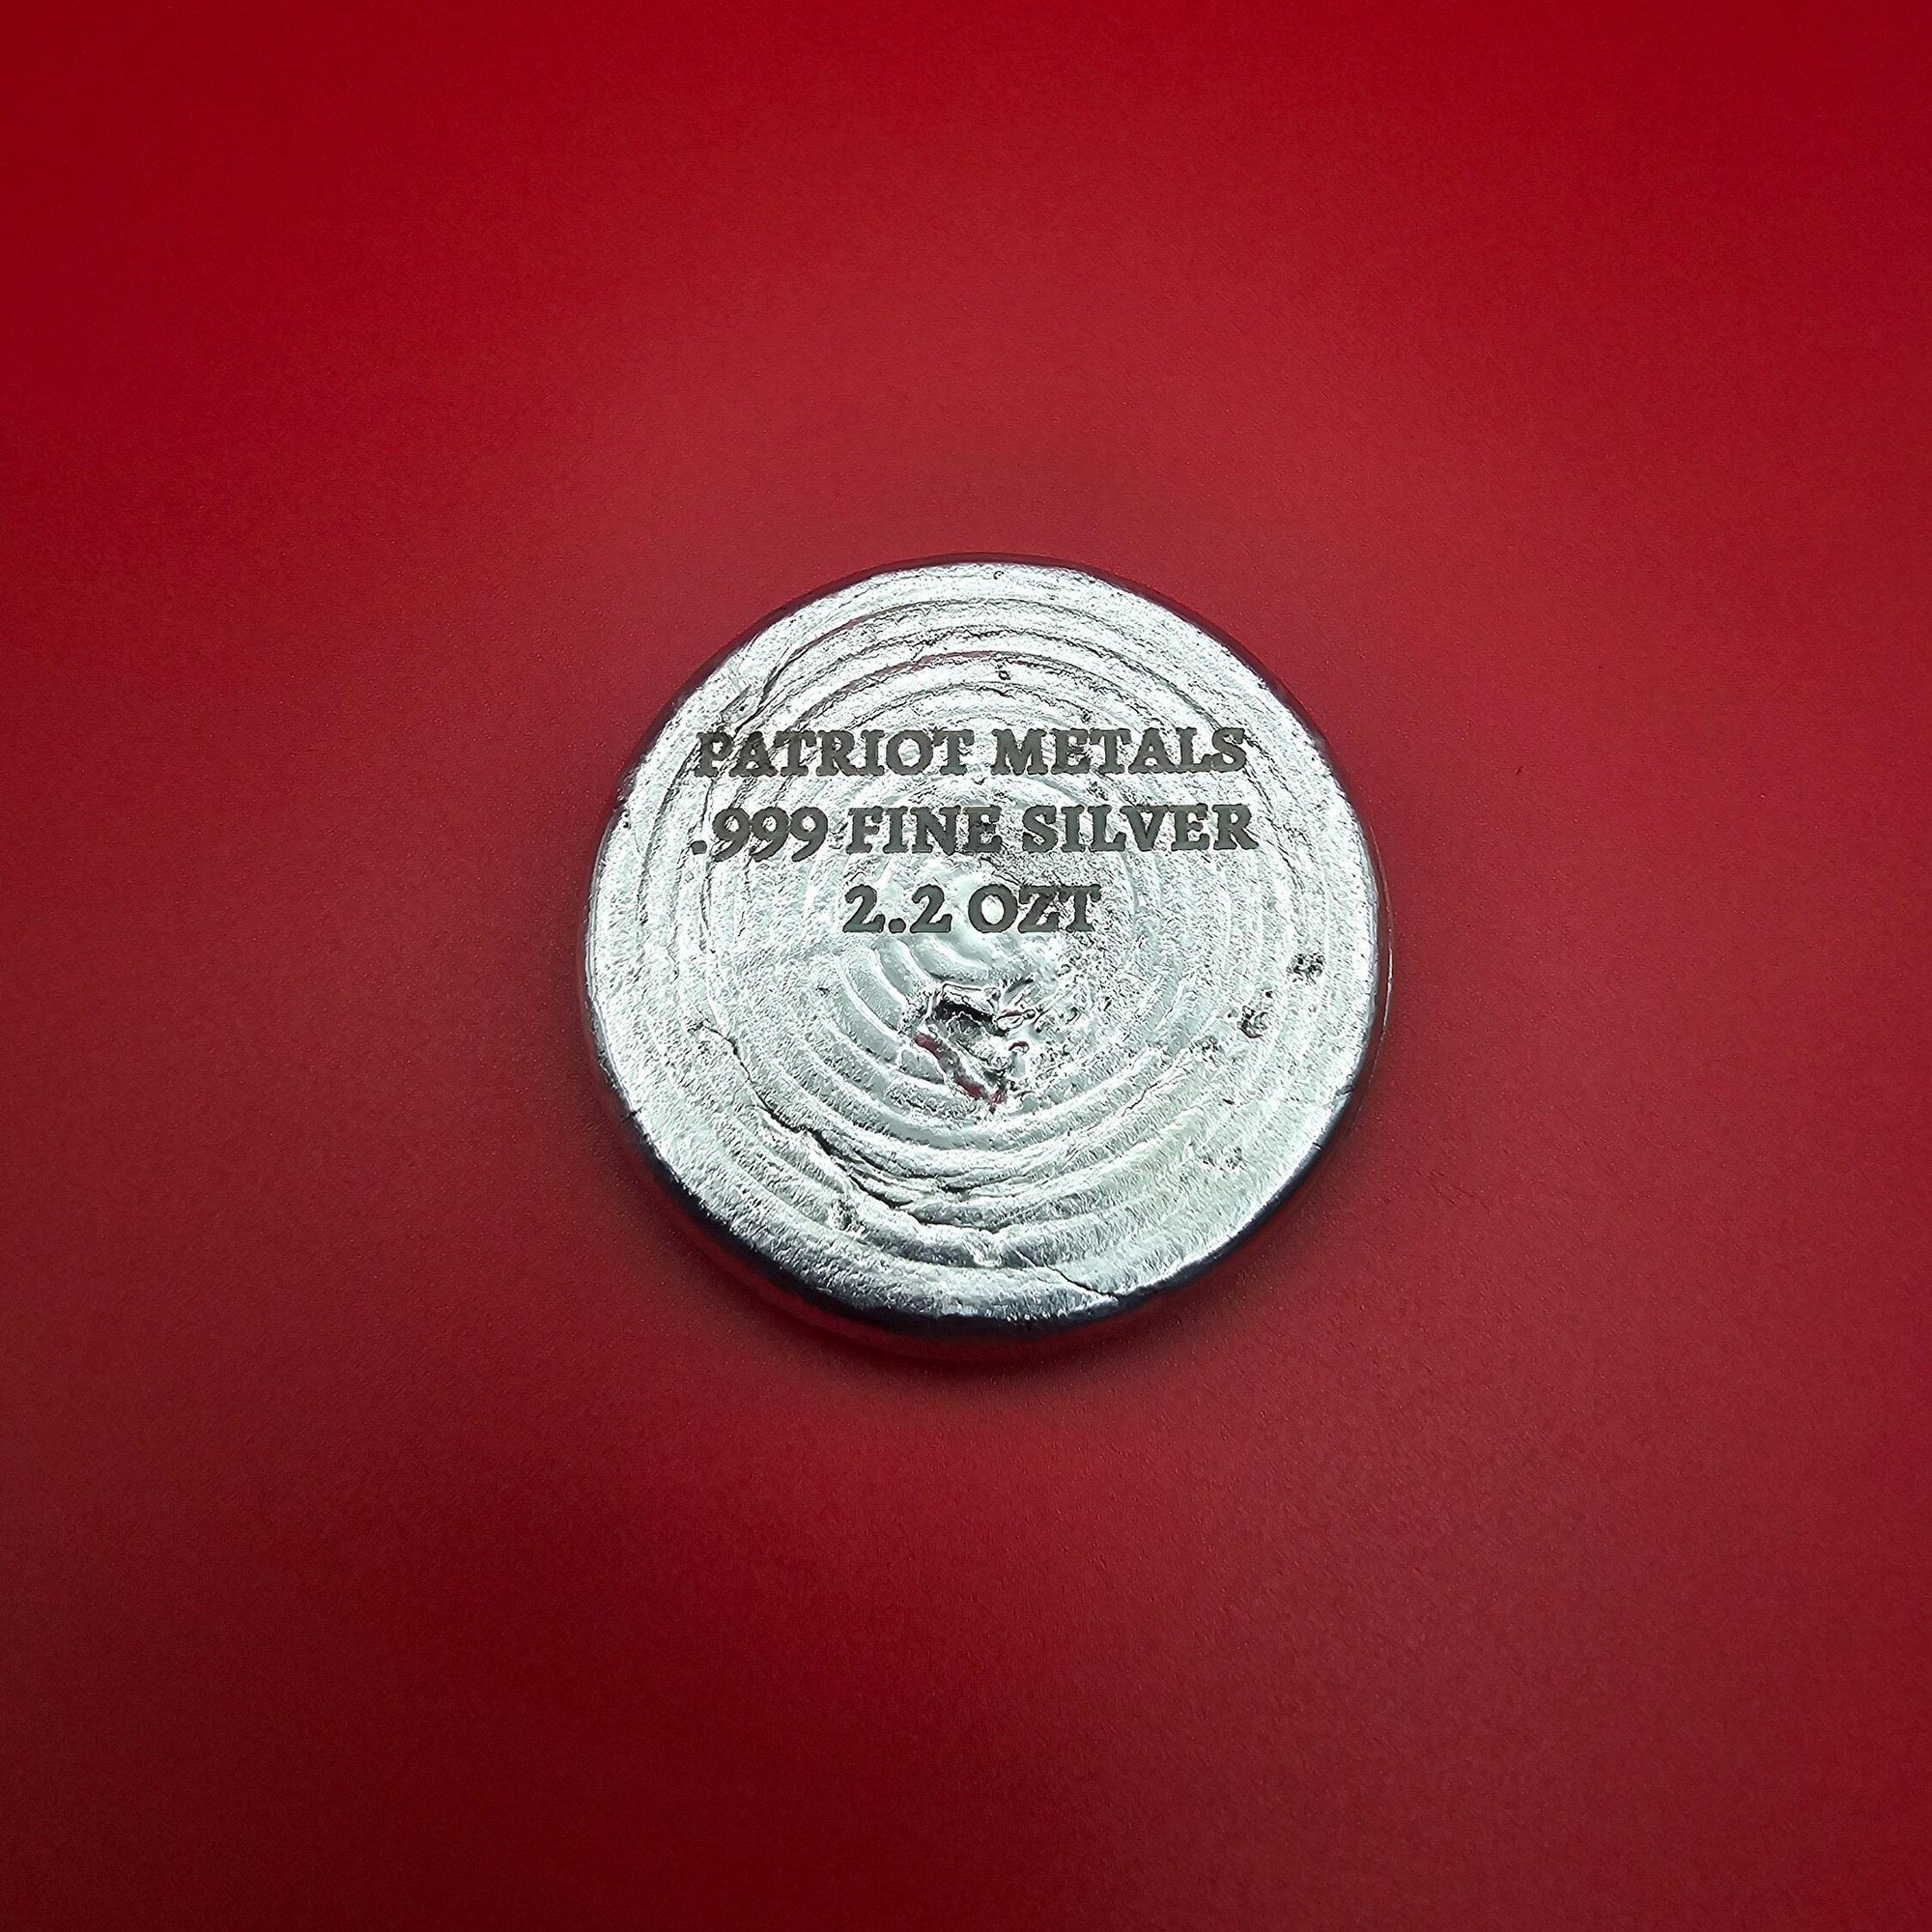 PATRIOT METALS
.999 FINE SILVER
2.2 OZT